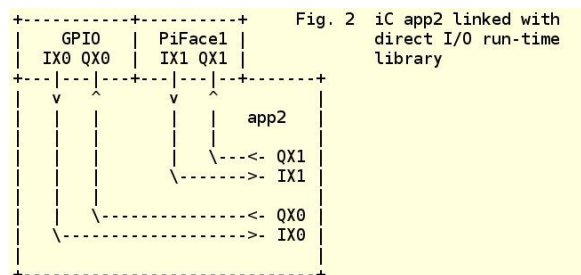 Fig. 2 iC app2 linked with
GPIO | PiFace1 | direct I/O run-time
IX0 QX0 | IX1 QX1 | library
app2
QX1
IX1
QX0
IX0